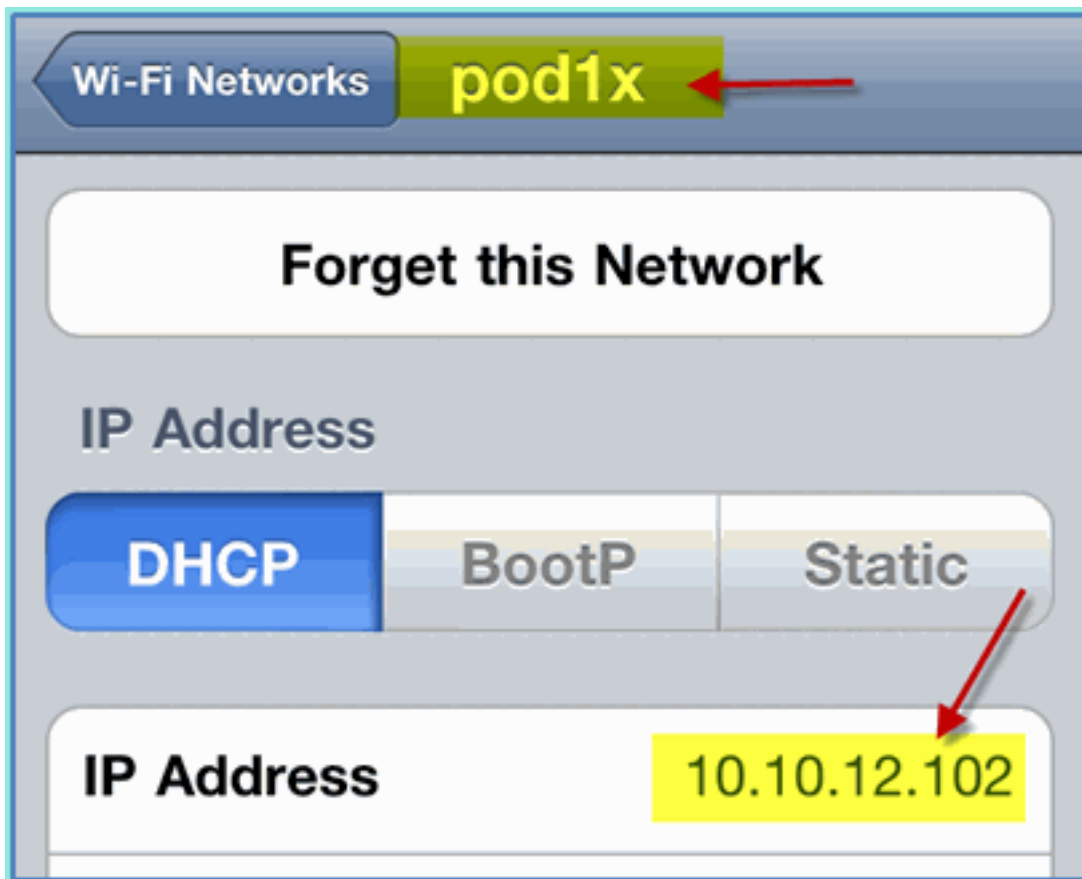 Wi-Fi Networks pod1x
Forget this Network
IP Address
DHCP BootP Static
IP Address 10.10.12.102